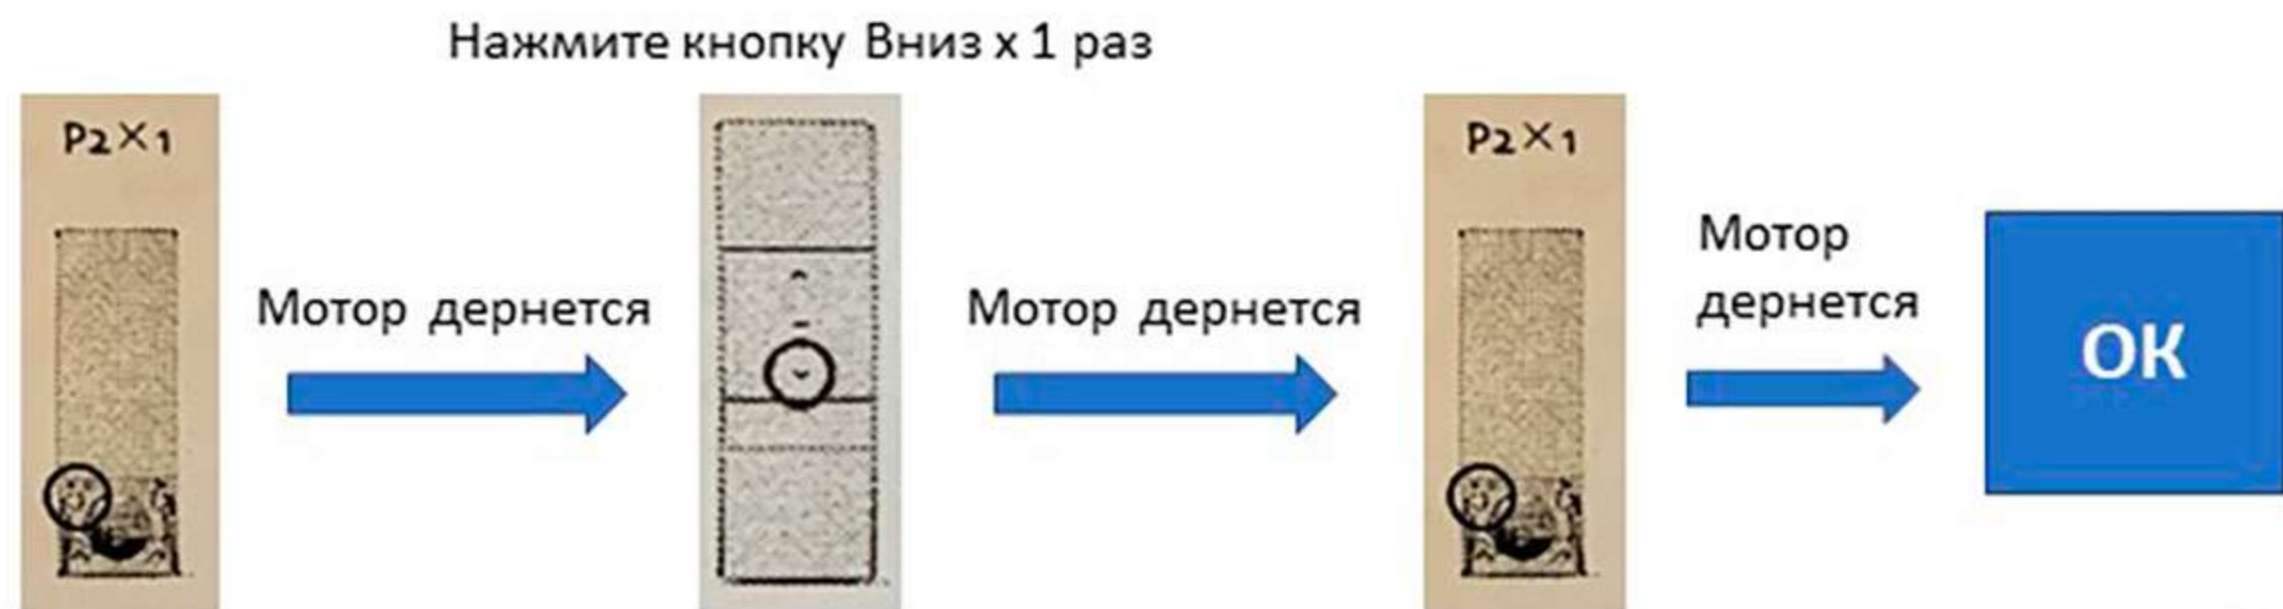 Нажмите кнопку Вниз x 1 раз
P2×1
Мотор дернется
Мотор дернется
P2×1
Мотор
дернется
ОК